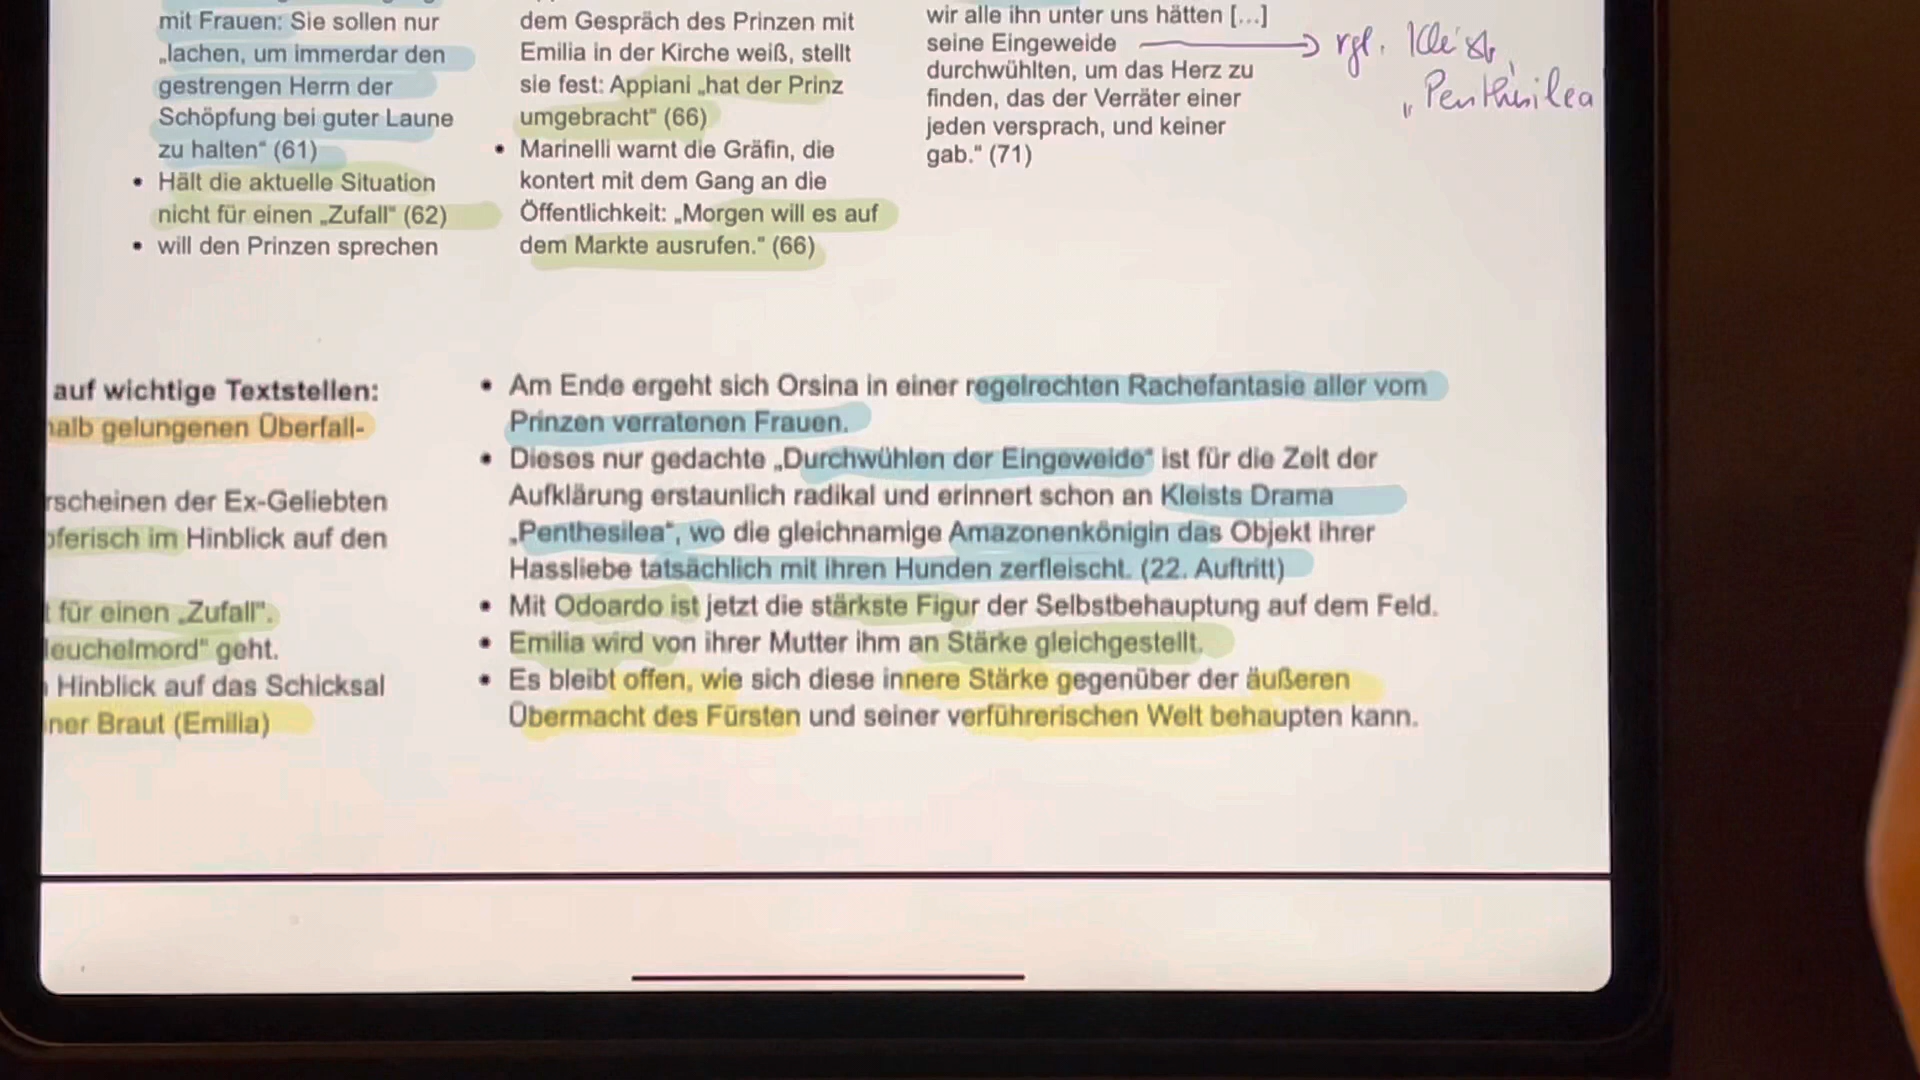 mit Frauen: Sie sollen nur
„lachen, um immerdar den
gestrengen Herrn der
Schöpfung bei guter Laune
zu halten“ (61)
• Hält die aktuelle Situation
nicht für einen „Zufall“ (62)
• will den Prinzen sprechen
dem Gespräch des Prinzen mit
Emilia in der Kirche weiß, stellt
sie fest: Appiani „hat der Prinz
umgebracht“ (66)
• Marinelli warnt die Gräfin, die
kontert mit dem Gang an die
Öffentlichkeit: „Morgen will es auf
dem Markte ausrufen.“ (66)
wir alle ihn unter uns hätten [...]
seine Eingeweide
durchwühlten, um das Herz zu
finden, das der Verräter einer
jeden versprach, und keiner
gab.“ (71)
vgl. Kleist,
„Penthesilea
auf wichtige Textstellen:
halb gelungenen Überfall-
rscheinen der Ex-Geliebten
pferisch im Hinblick auf den
t für einen „Zufall“.
leuchelmord“ geht.
Hinblick auf das Schicksal
iner Braut (Emilia)
• Am Ende ergeht sich Orsina in einer regelrechten Rachefantasie aller vom
Prinzen verratenen Frauen.
• Dieses nur gedachte „Durchwühlen der Eingeweide“ ist für die Zeit der
Aufklärung erstaunlich radikal und erinnert schon an Kleists Drama
„Penthesilea“, wo die gleichnamige Amazonenkönigin das Objekt ihrer
Hassliebe tatsächlich mit ihren Hunden zerfleischt. (22. Auftritt)
• Mit Odoardo ist jetzt die stärkste Figur der Selbstbehauptung auf dem Feld.
• Emilia wird von ihrer Mutter ihm an Stärke gleichgestellt.
• Es bleibt offen, wie sich diese innere Stärke gegenüber der äußeren
Übermacht des Fürsten und seiner verführerischen Welt behaupten kann.